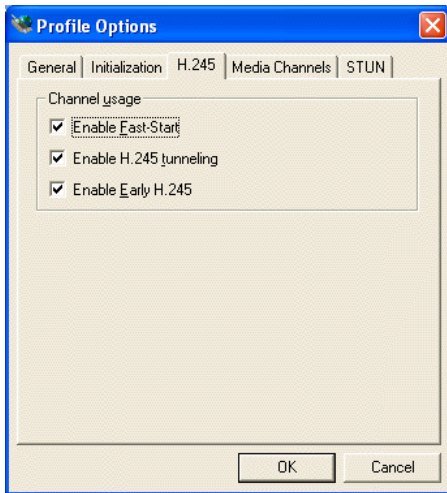 Profile Options
General Initialization H.245 Media Channels STUN
Channel usage
Enable Fast-Start
Enable H.245 tunneling
Enable Early H.245
OK Cancel